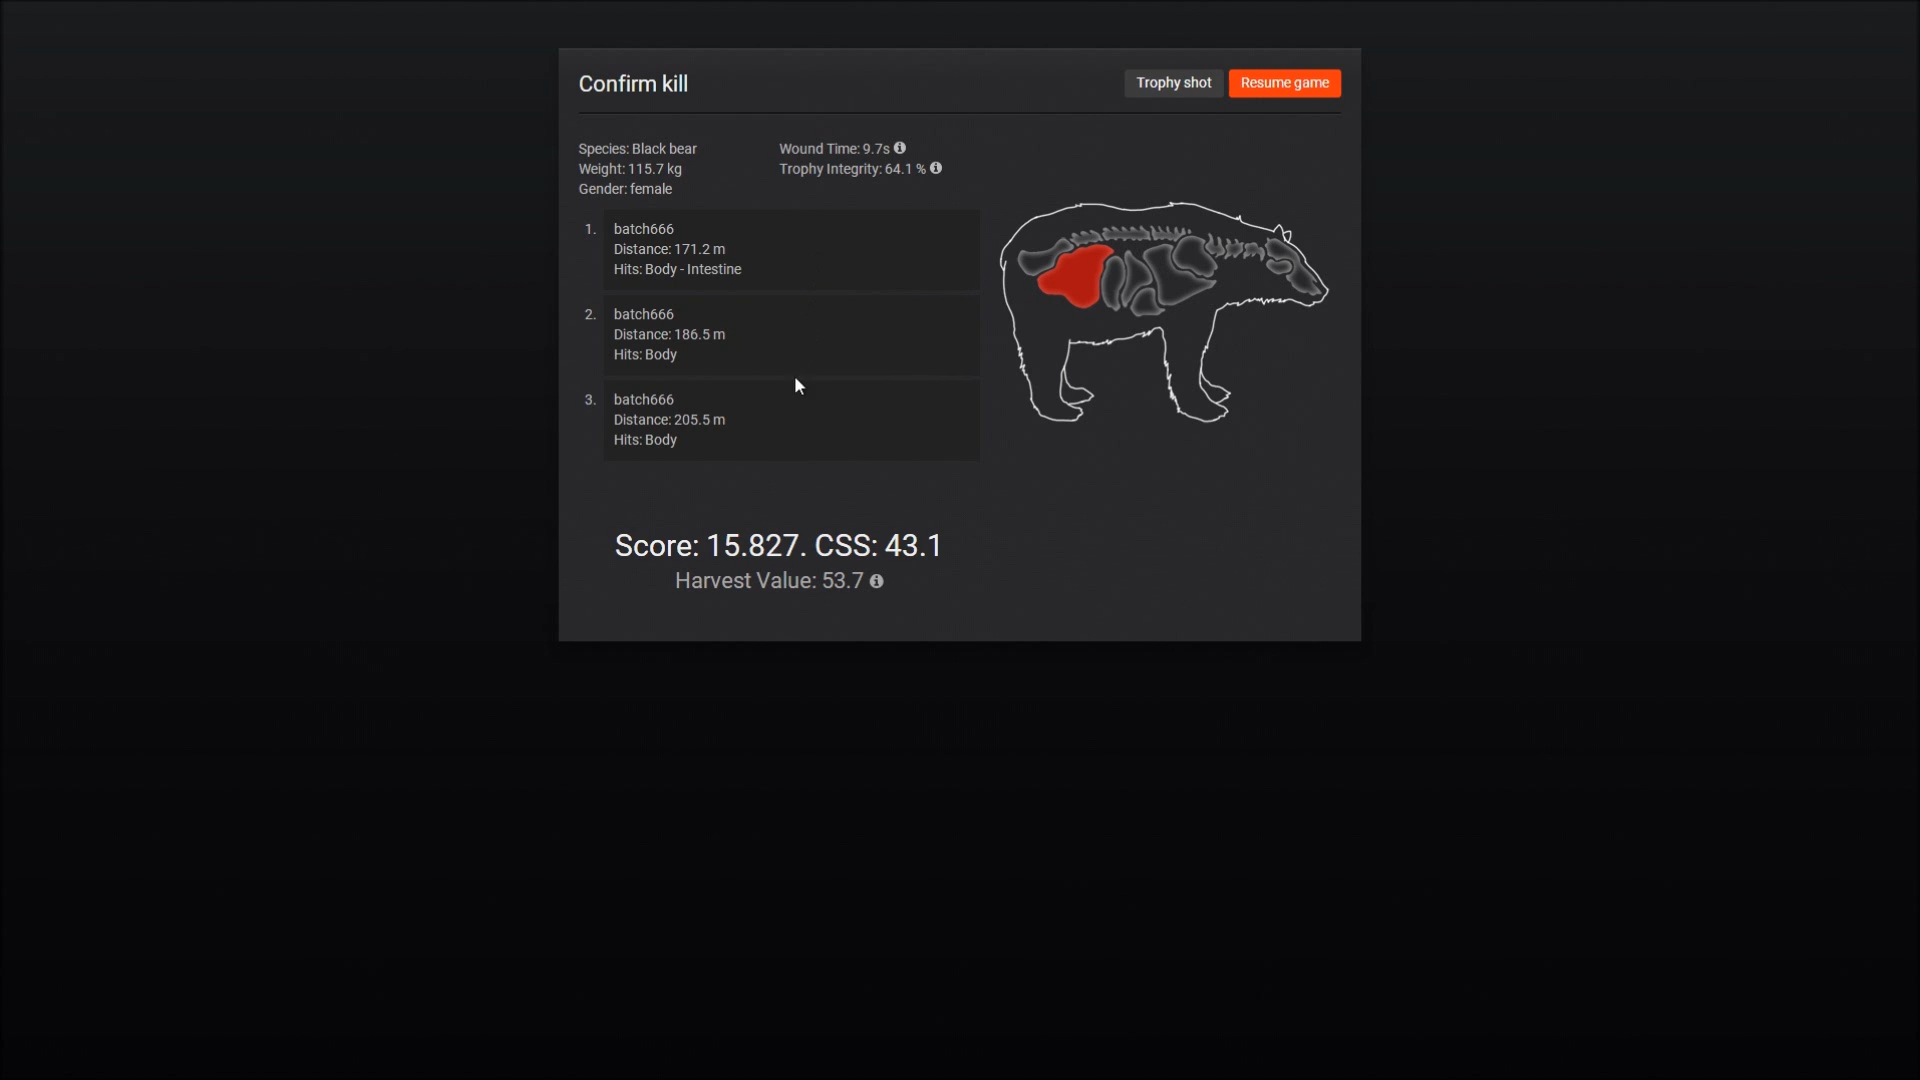 Confirm kill
Trophy shot
Resume game
Species: Black bear
Weight: 115.7 kg
Gender: female
Wound Time: 9.7s
Trophy Integrity: 64.1 %
1.
batch666
Distance: 171.2 m
Hits: Body - Intestine
2.
batch666
Distance: 186.5 m
Hits: Body
3.
batch666
Distance: 205.5 m
Hits: Body
Score: 15.827. CSS: 43.1
Harvest Value: 53.7